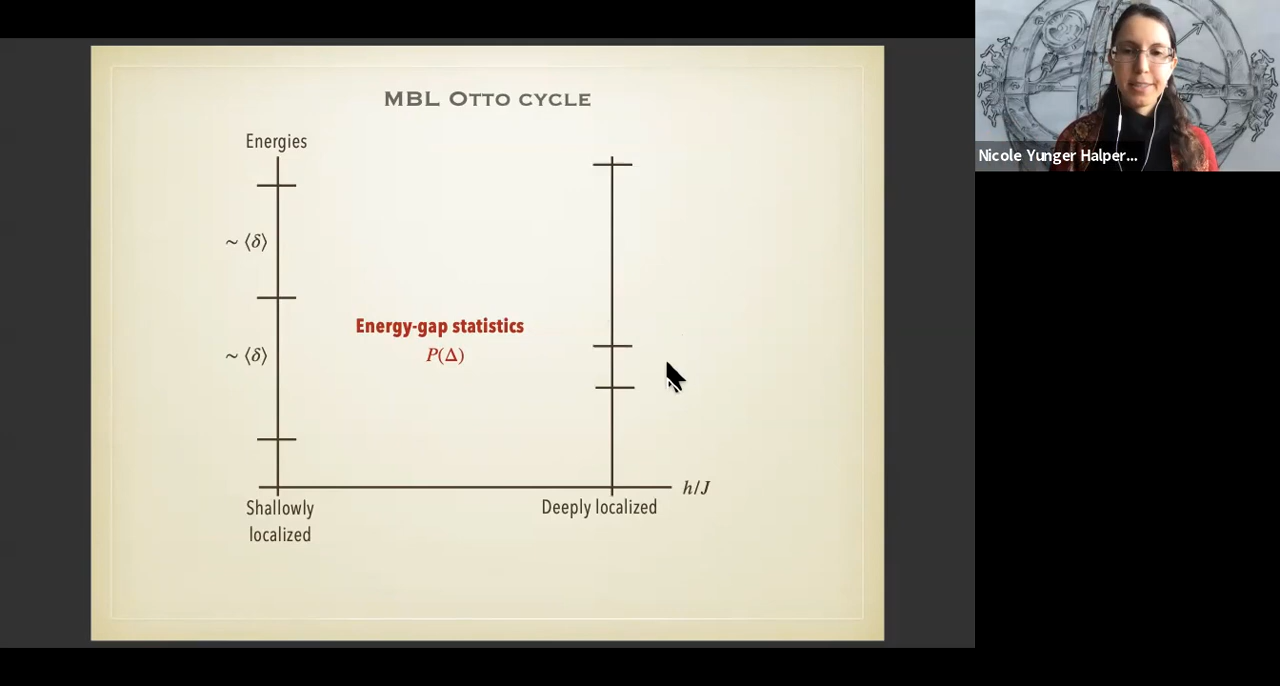 MBL OTTO CYCLE
Energies
~ ⟨δ⟩
Energy-gap statistics
~ ⟨δ⟩
P(Δ)
h/J
Shallowly
localized
Deeply localized
Nicole Yunger Halper...